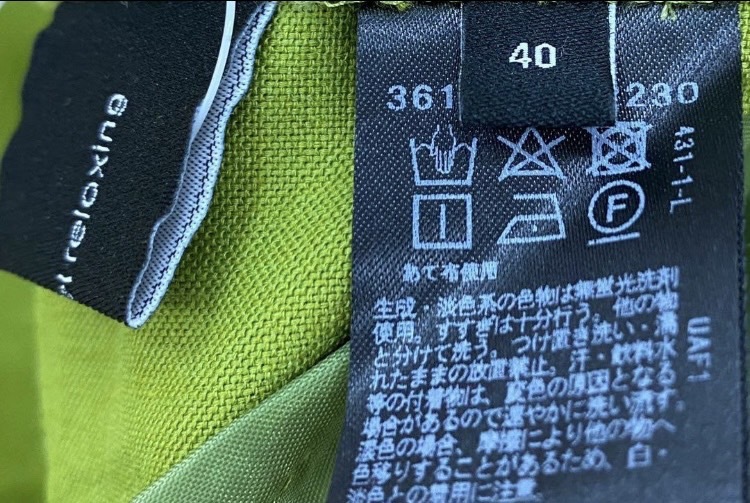 relaxing
40
361
230
431-1-L
F
あて布使用
生成・淡色系の色物は無蛍光洗剤
使用。すすぎは十分行う。他の物
と分けて洗う。つけ置き洗い・濡
れたままの放置禁止。汗・飲料水
等の付着物は、変色の原因となる
場合があるので速やかに洗い流す。
淡色の場合、摩擦により他の物へ
色移りすることがあるため、白・
淡色との着用に注意
UAF1